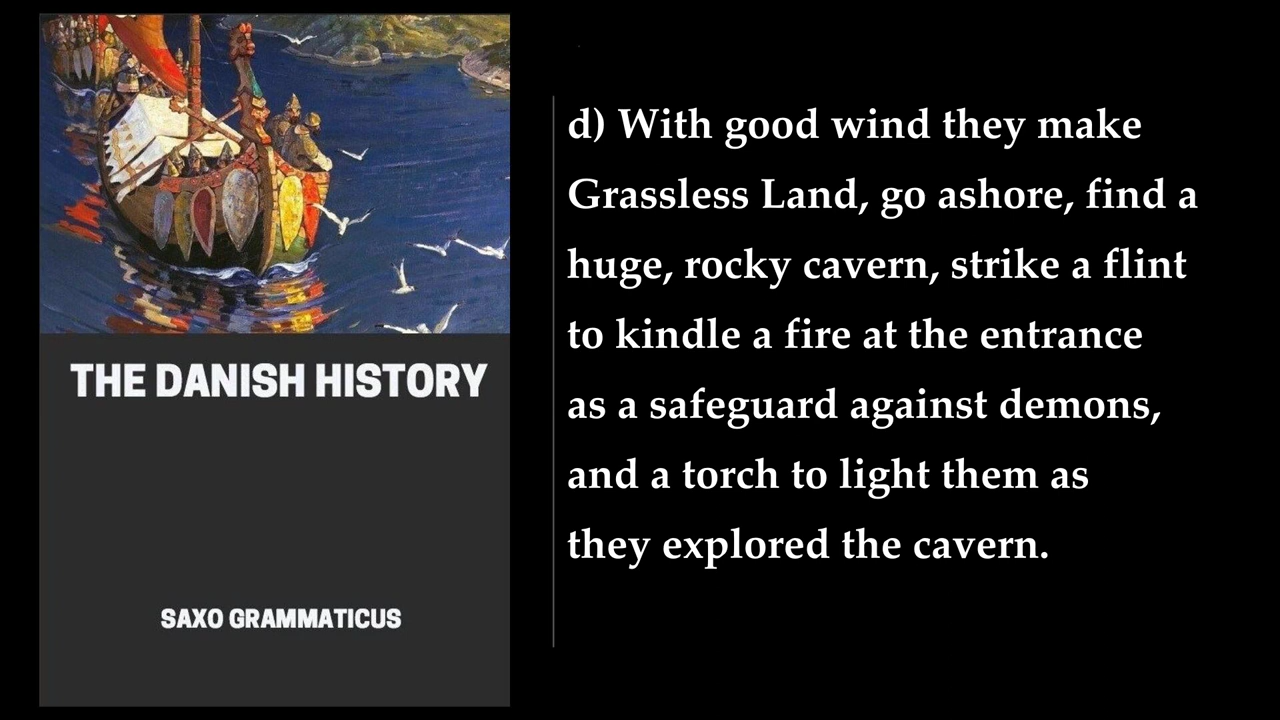 THE DANISH HISTORY
SAXO GRAMMATICUS
d) With good wind they make
Grassless Land, go ashore, find a
huge, rocky cavern, strike a flint
to kindle a fire at the entrance
as a safeguard against demons,
and a torch to light them as
they explored the cavern.